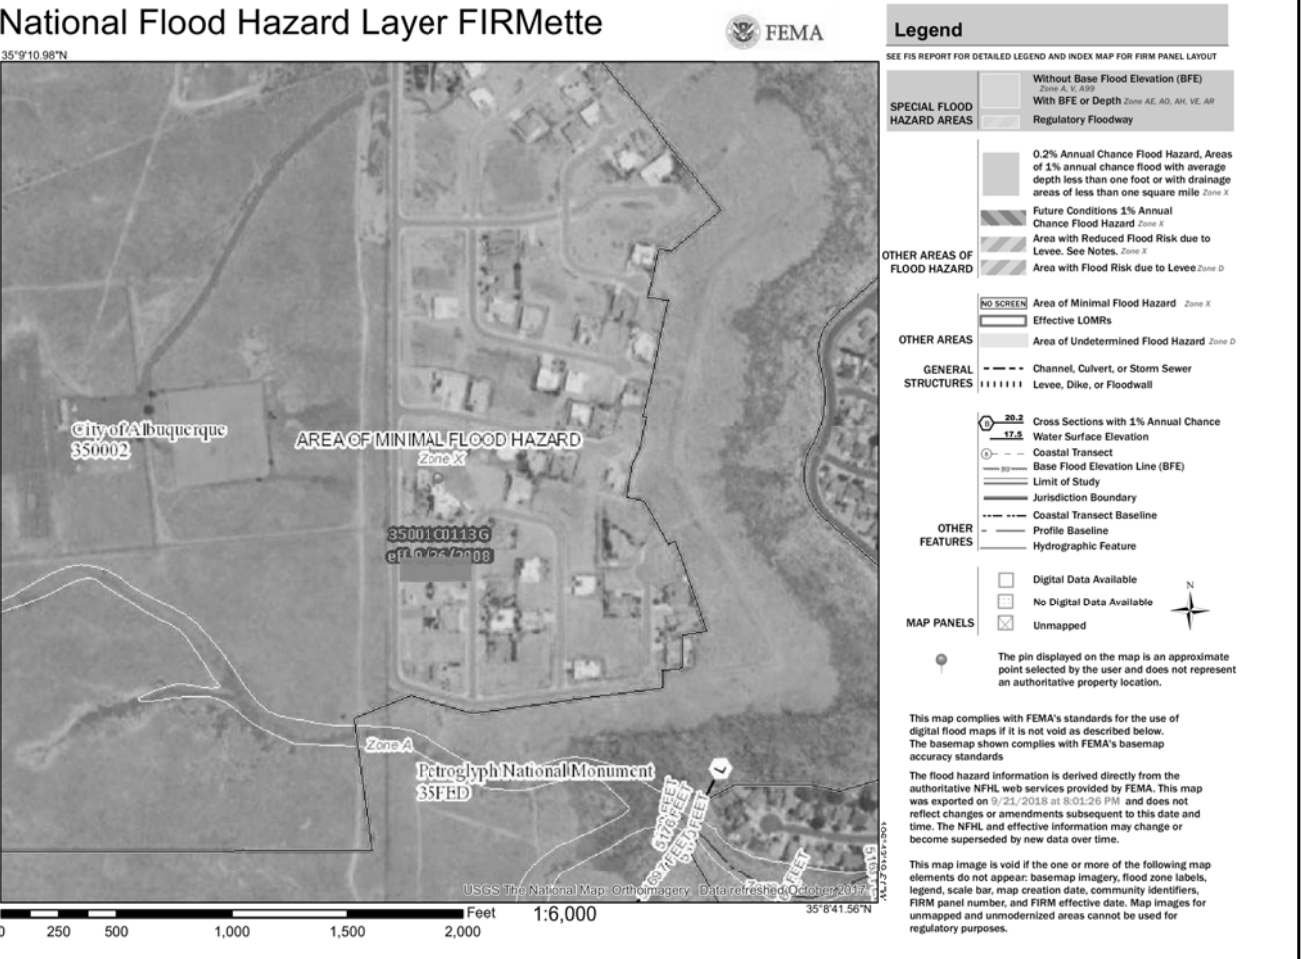 National Flood Hazard Layer FIRMette
FEMA
35°9'10.98"N
City of Albuquerque
350002
AREA OF MINIMAL FLOOD HAZARD
Zone X
35001C0113G
eff. 9/26/2008
Zone A
Petroglyph National Monument
35FED
FEET
USGS The National Map: Orthoimagery. Data refreshed October 2017.
35°8'41.56"N
Feet
1:6,000
0
250
500
1,000
1,500
2,000
Legend
SEE FIS REPORT FOR DETAILED LEGEND AND INDEX MAP FOR FIRM PANEL LAYOUT
SPECIAL FLOOD
HAZARD AREAS
Without Base Flood Elevation (BFE)
Zone A, V, A99
With BFE or Depth Zone AE, AO, AH, VE, AR
Regulatory Floodway
OTHER AREAS OF
FLOOD HAZARD
0.2% Annual Chance Flood Hazard, Areas
of 1% annual chance flood with average
depth less than one foot or with drainage
areas of less than one square mile Zone X
Future Conditions 1% Annual
Chance Flood Hazard Zone X
Area with Reduced Flood Risk due to
Levee. See Notes. Zone X
Area with Flood Risk due to Levee Zone D
OTHER AREAS
NO SCREEN Area of Minimal Flood Hazard Zone X
Effective LOMRs
Area of Undetermined Flood Hazard Zone D
GENERAL
STRUCTURES
Channel, Culvert, or Storm Sewer
Levee, Dike, or Floodwall
OTHER
FEATURES
20.2 Cross Sections with 1% Annual Chance
17.5 Water Surface Elevation
Coastal Transect
Base Flood Elevation Line (BFE)
Limit of Study
Jurisdiction Boundary
Coastal Transect Baseline
Profile Baseline
Hydrographic Feature
MAP PANELS
Digital Data Available
No Digital Data Available
Unmapped
N
The pin displayed on the map is an approximate
point selected by the user and does not represent
an authoritative property location.
This map complies with FEMA's standards for the use of
digital flood maps if it is not void as described below.
The basemap shown complies with FEMA's basemap
accuracy standards
The flood hazard information is derived directly from the
authoritative NFHL web services provided by FEMA. This map
was exported on 9/21/2018 at 8:01:26 PM and does not
reflect changes or amendments subsequent to this date and
time. The NFHL and effective information may change or
become superseded by new data over time.
This map image is void if the one or more of the following map
elements do not appear: basemap imagery, flood zone labels,
legend, scale bar, map creation date, community identifiers,
FIRM panel number, and FIRM effective date. Map images for
unmapped and unmodernized areas cannot be used for
regulatory purposes.